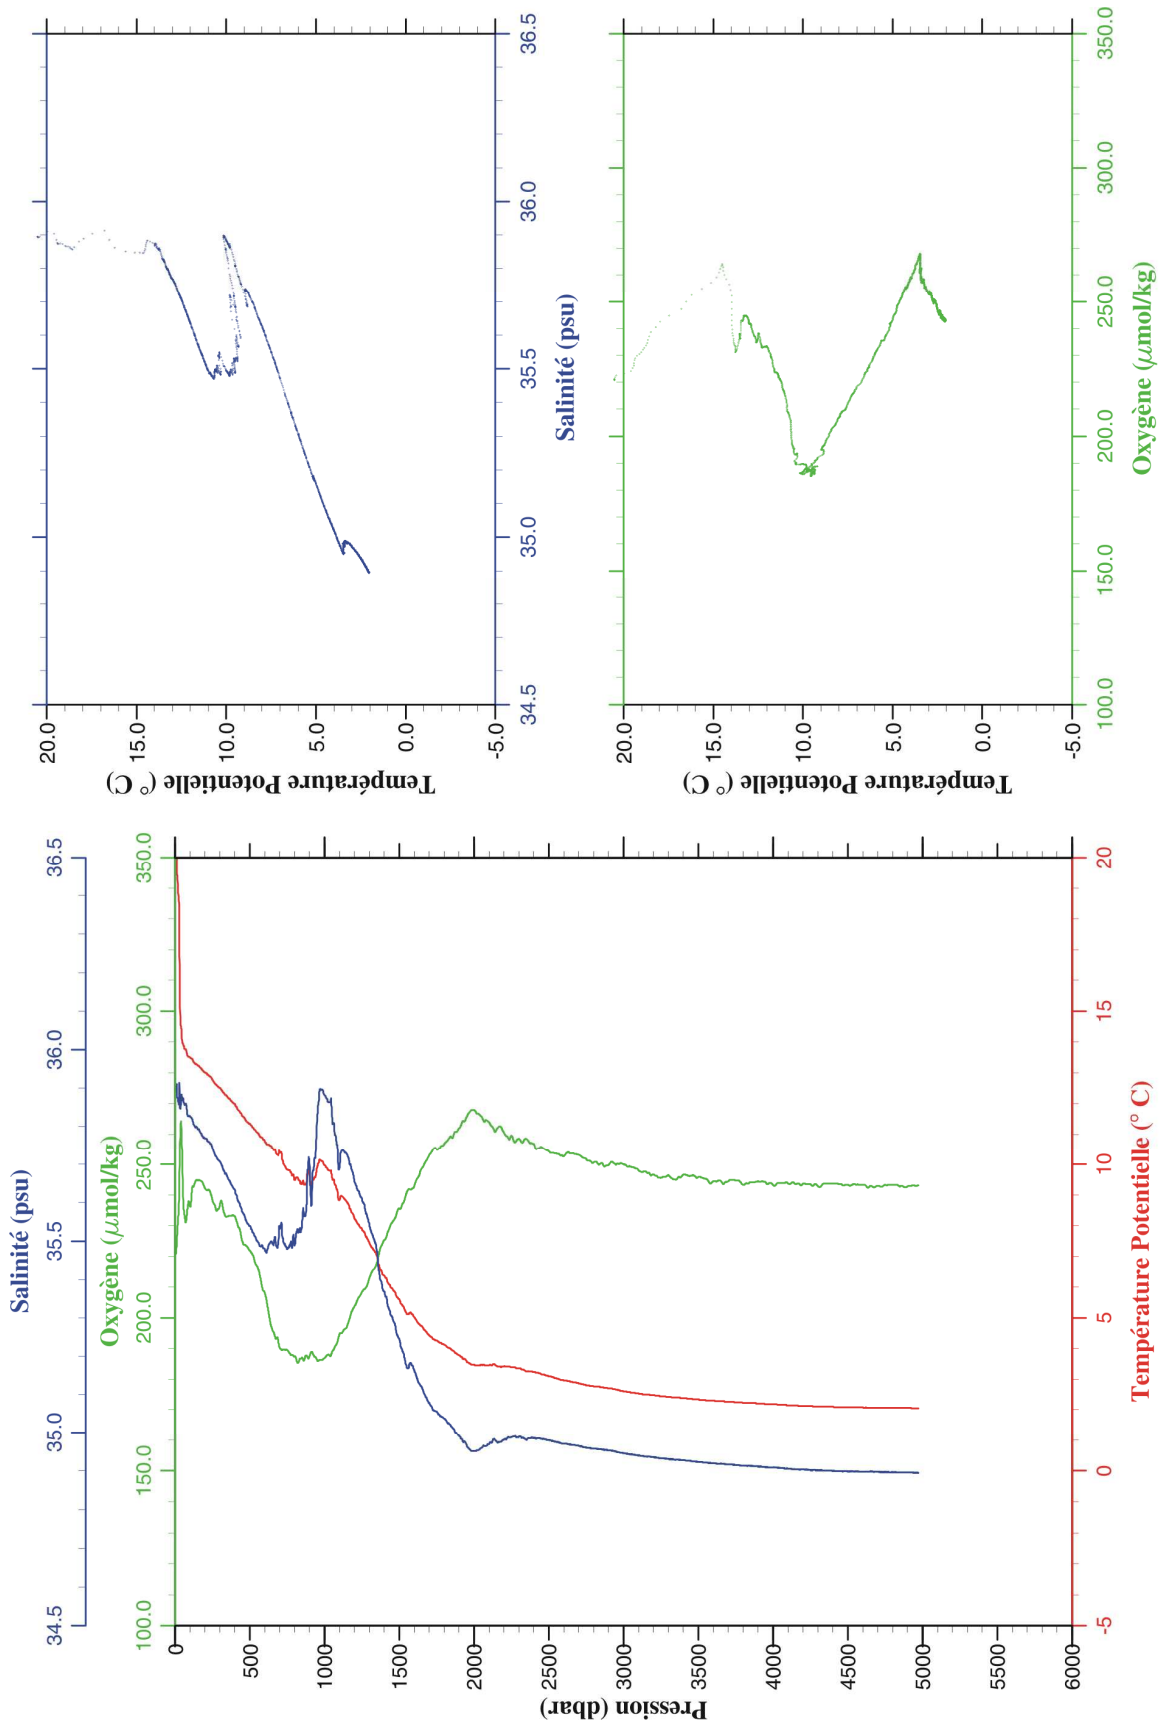 Salinité (psu)
34.5 35.0 35.5 36.0 36.5
Oxygène (μmol/kg)
100.0 150.0 200.0 250.0 300.0 350.0
Pression (dbar)
0
500
1000
1500
2000
2500
3000
3500
4000
4500
5000
5500
6000
-5 0 5 10 15 20
Température Potentielle (° C)
Température Potentielle (° C)
20.0
15.0
10.0
5.0
0.0
-5.0
34.5 35.0 35.5 36.0 36.5
Salinité (psu)
Température Potentielle (° C)
20.0
15.0
10.0
5.0
0.0
-5.0
100.0 150.0 200.0 250.0 300.0 350.0
Oxygène (μmol/kg)